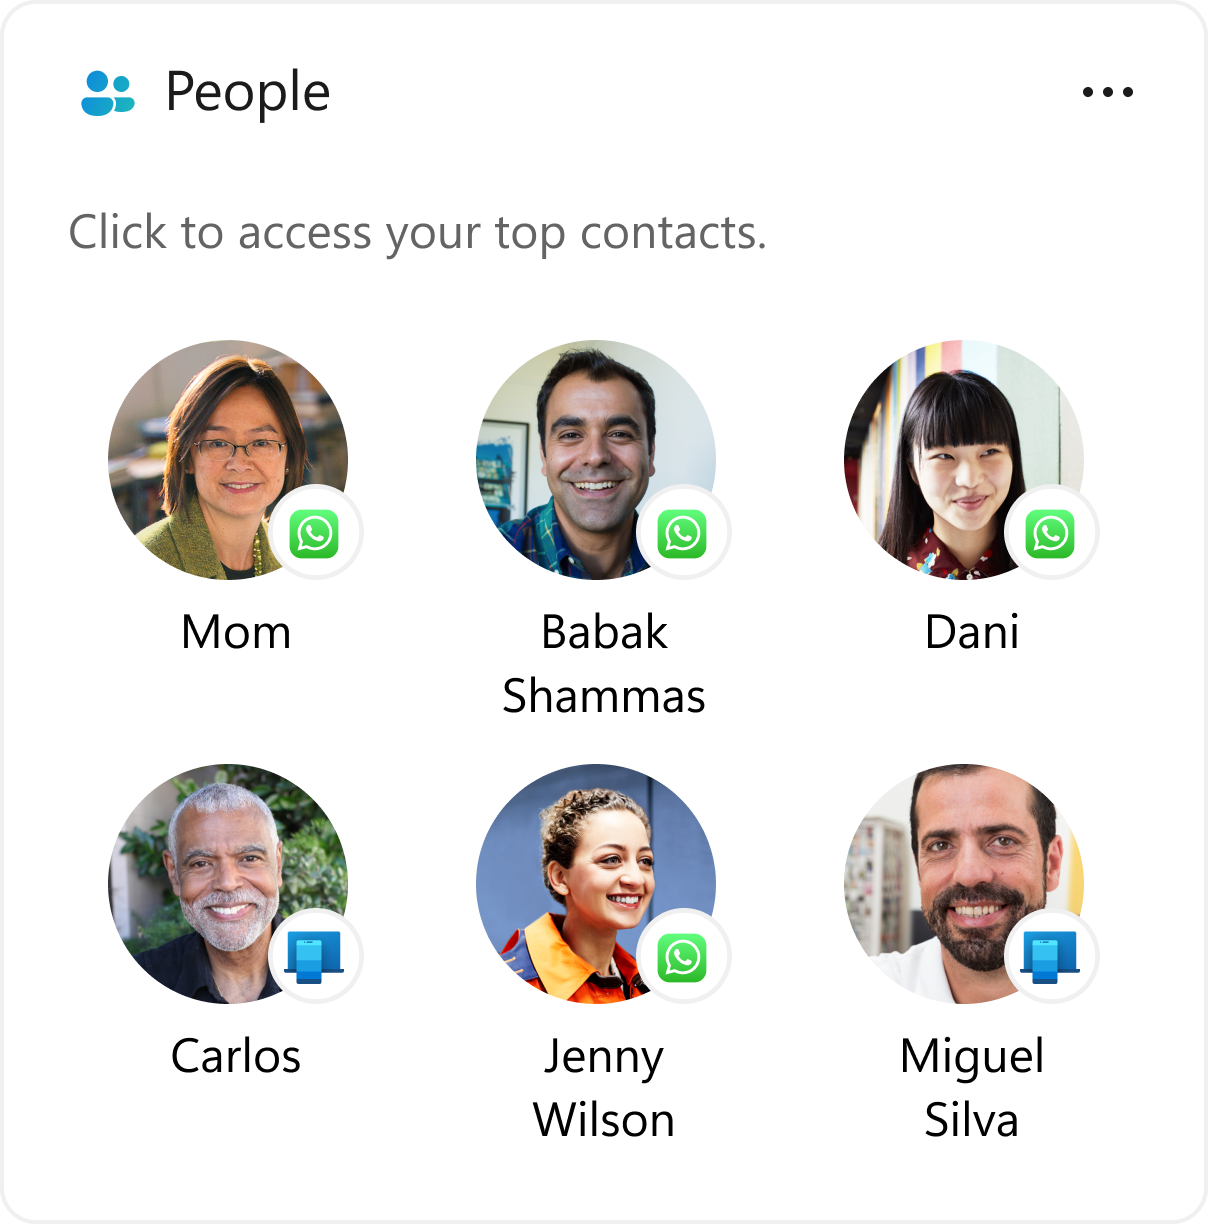 People
Click to access your top contacts.
Mom
Babak
Shammas
Dani
Carlos
Jenny
Wilson
Miguel
Silva